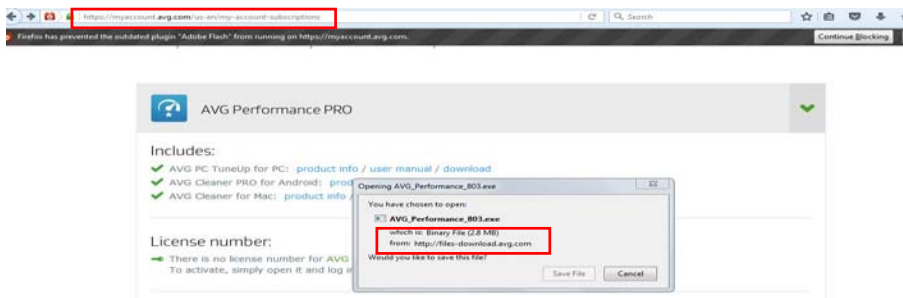 https://myaccount.avg.com/us-en/my-account-subscriptions
Search
Firefox has prevented the outdated plugin "Adobe Flash" from running on https://myaccount.avg.com.
Continue Blocking
AVG Performance PRO
Includes:
AVG PC TuneUp for PC: product info / user manual / download
AVG Cleaner PRO for Android: prod
AVG Cleaner for Mac: product info /
Opening AVG_Performance_803.exe
You have chosen to open:
AVG_Performance_803.exe
which is: Binary File (2.8 MB)
from: http://files-download.avg.com
Would you like to save this file?
Save File
Cancel
License number:
There is no license number for AVG
To activate, simply open it and log